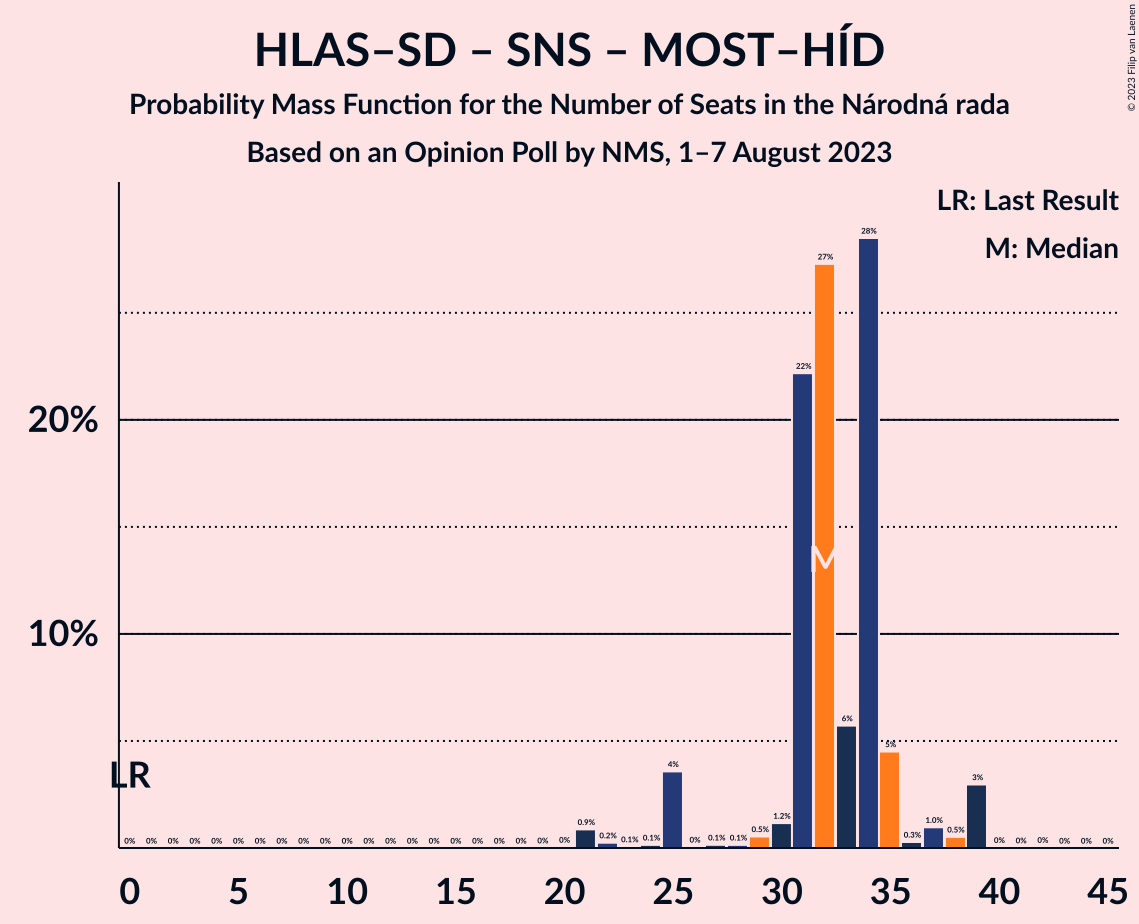 HLAS–SD – SNS – MOST–HÍD
Probability Mass Function for the Number of Seats in the Národná rada
Based on an Opinion Poll by NMS, 1–7 August 2023
© 2023 Filip van Laenen
LR: Last Result
M: Median
20%
10%
LR
M
0% 0% 0% 0% 0% 0% 0% 0% 0% 0% 0% 0% 0% 0% 0% 0% 0% 0% 0% 0% 0% 0.9% 0.2% 0.1% 0.1% 4% 0% 0.1% 0.1% 0.5% 1.2% 22% 27% 6% 28% 5% 0.3% 1.0% 0.5% 3% 0% 0% 0% 0% 0% 0%
0 5 10 15 20 25 30 35 40 45